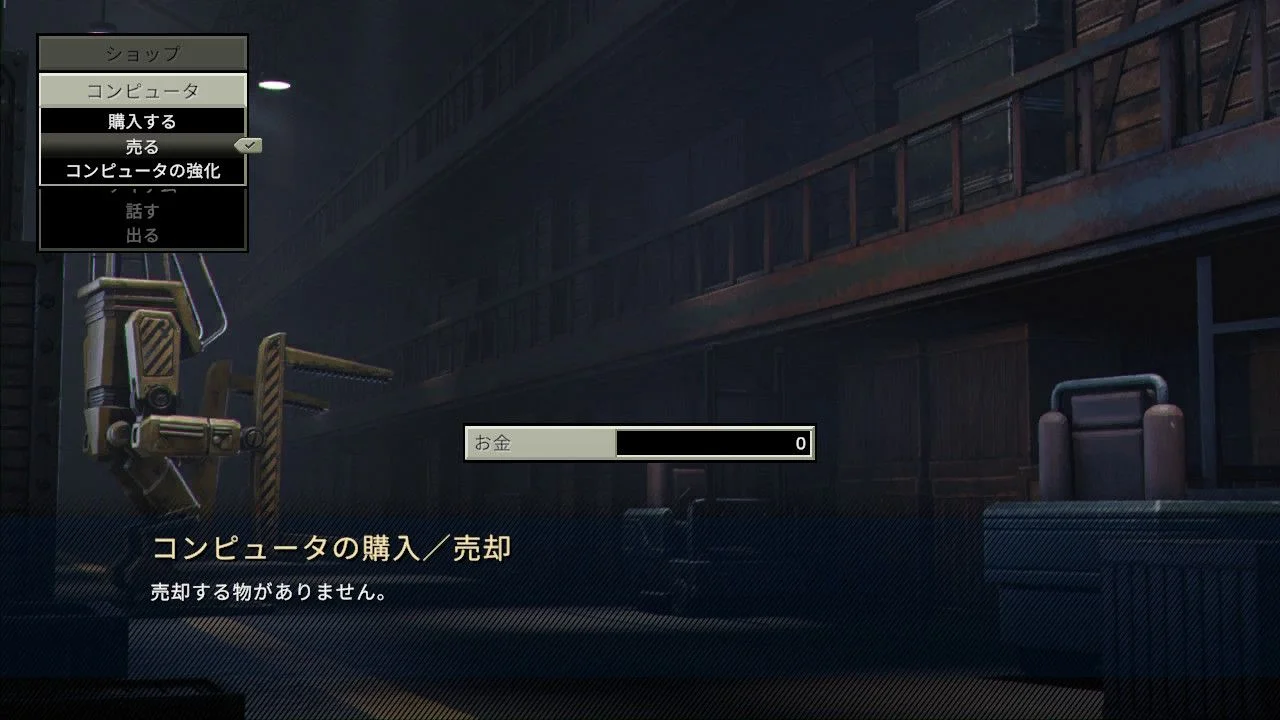 ショップ
コンピュータ
購入する
売る
コンピュータの強化
話す
出る
お金 0
コンピュータの購入／売却
売却する物がありません。